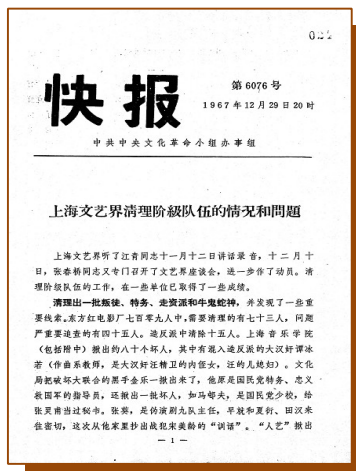 024
快报
第6076号
1967年12月29日20时
中共中央文化革命小组办事组
上海文艺界清理阶級队伍的情况和問題
上海文艺界听了江青同志十一月十二日讲话录音，十二月十
日，张春桥同志又专门召开了文艺界座谈会，进一步作了动员。清
理阶级队伍的工作，在一些单位已取得了一些成绩。
清理出一批叛徒、特务、走资派和牛鬼蛇神，并发现了一些重
要线索。东方红电影厂七百零九人中，需要清理的有七十三人，问题
严重要追查的有四十五人。造反派中清除十五人。上海音乐学院
（包括附中）揪出约八十个坏人，其中有混入造反派的大汉奸谭冰
若（作曲系教师，是大汉奸汪精卫的内侄女，汪的儿媳妇）。文化
局把破坏大联合的黑手金乐一揪出来了，他原是国民党特务、忠义
救国军的指导员，还揪出一批坏人，如马郇夫，是国民党少校，给
张灵甫当过秘书。张英，是伪演剧九队主任，早就和夏衍、田汉来
往密切，这次从他家里抄出战犯宋美龄的“训话”。“人艺”揪出
— 1 —